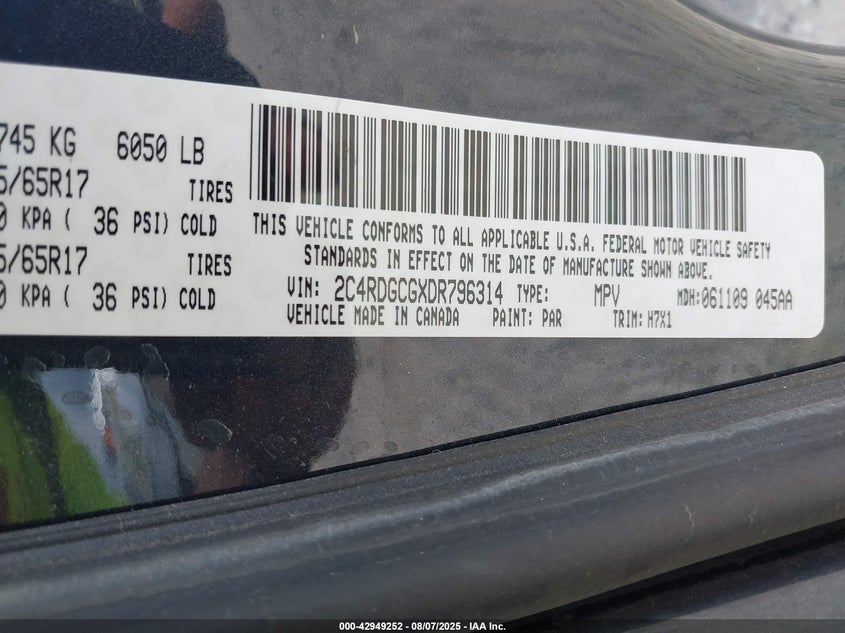 745 KG 6050 LB
5/65R17 TIRES
0 KPA ( 36 PSI) COLD
5/65R17 TIRES
0 KPA ( 36 PSI) COLD
THIS VEHICLE CONFORMS TO ALL APPLICABLE U.S.A. FEDERAL MOTOR VEHICLE SAFETY
STANDARDS IN EFFECT ON THE DATE OF MANUFACTURE SHOWN ABOVE.
VIN: 2C4RDGCGXDR796314 TYPE: MPV MDH:061109 045AA
VEHICLE MADE IN CANADA PAINT: PAR TRIM: H7X1
000-42949252 - 08/07/2025 - IAA Inc.